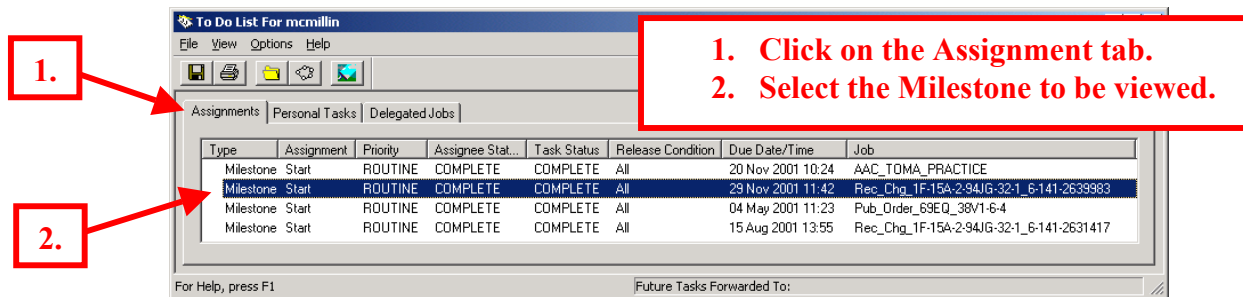 To Do List For mcmillin
File View Options Help
1. Click on the Assignment tab.
2. Select the Milestone to be viewed.
1.
Assignments Personal Tasks Delegated Jobs
Type Assignment Priority Assignee Stat... Task Status Release Condition Due Date/Time Job
Milestone Start ROUTINE COMPLETE COMPLETE All 20 Nov 2001 10:24 AAC_TOMA_PRACTICE
Milestone Start ROUTINE COMPLETE COMPLETE All 29 Nov 2001 11:42 Rec_Chg_1F-15A-2-94JG-32-1_6-141-2639983
Milestone Start ROUTINE COMPLETE COMPLETE All 04 May 2001 11:23 Pub_Order_69EQ_38V1-6-4
Milestone Start ROUTINE COMPLETE COMPLETE All 15 Aug 2001 13:55 Rec_Chg_1F-15A-2-94JG-32-1_6-141-2631417
2.
For Help, press F1 Future Tasks Forwarded To: